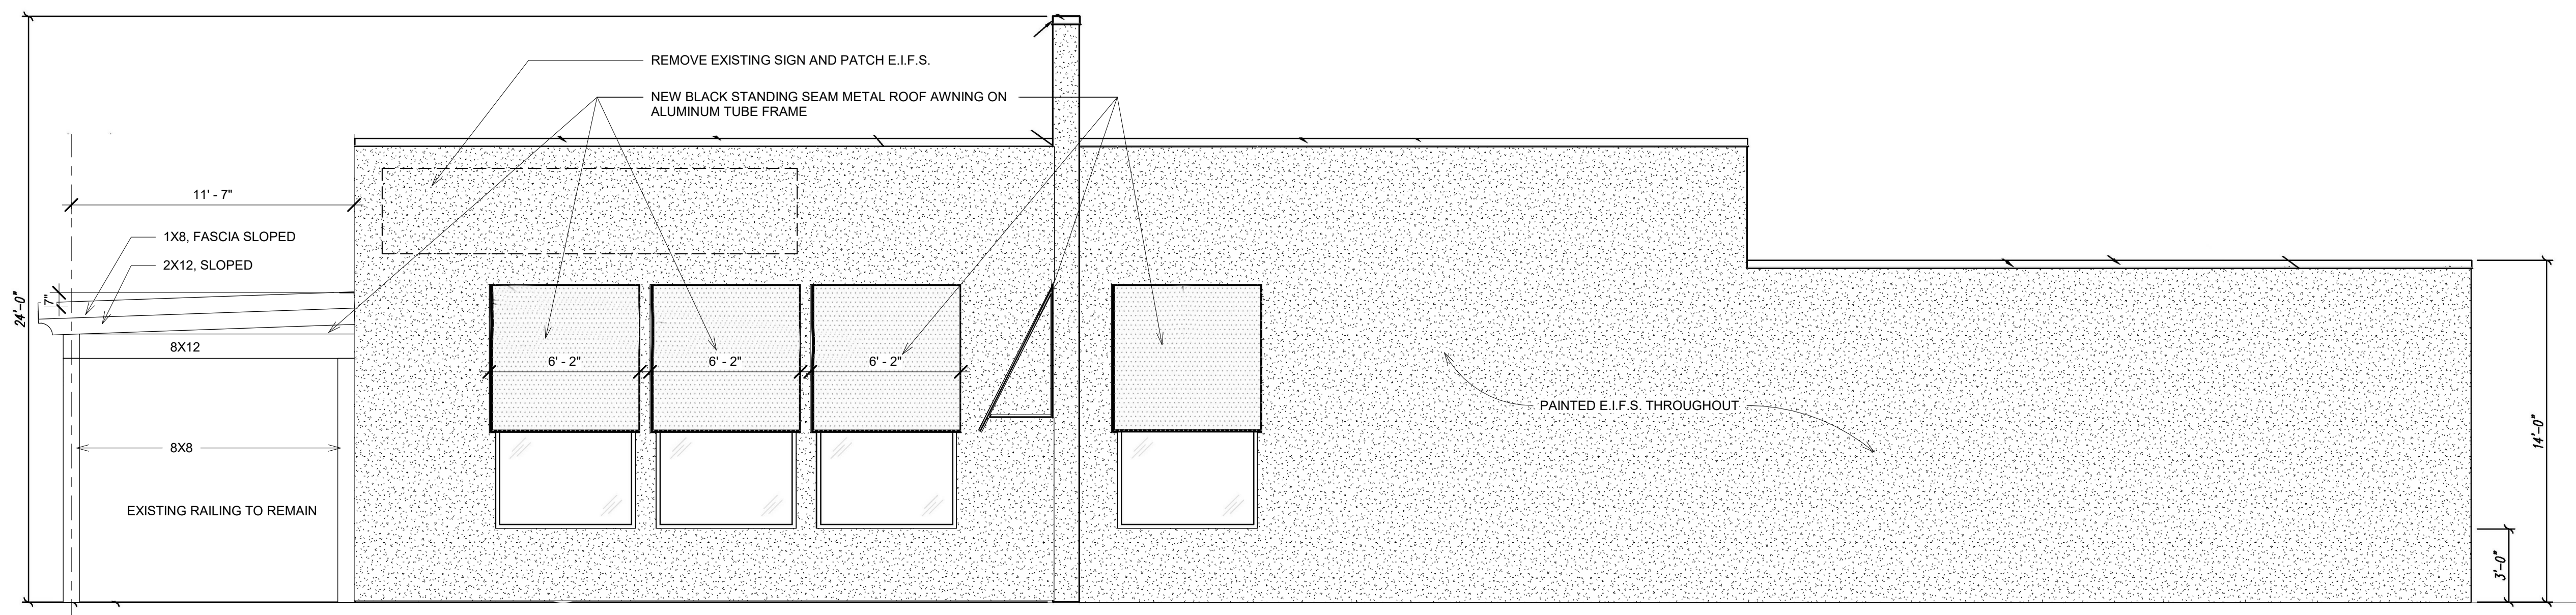 REMOVE EXISTING SIGN AND PATCH E.I.F.S.
NEW BLACK STANDING SEAM METAL ROOF AWNING ON
ALUMINUM TUBE FRAME
11' - 7"
1X8, FASCIA SLOPED
2X12, SLOPED
7"
24'-0"
8X12
6' - 2"
6' - 2"
6' - 2"
PAINTED E.I.F.S. THROUGHOUT
14'-0"
8X8
EXISTING RAILING TO REMAIN
3'-0"